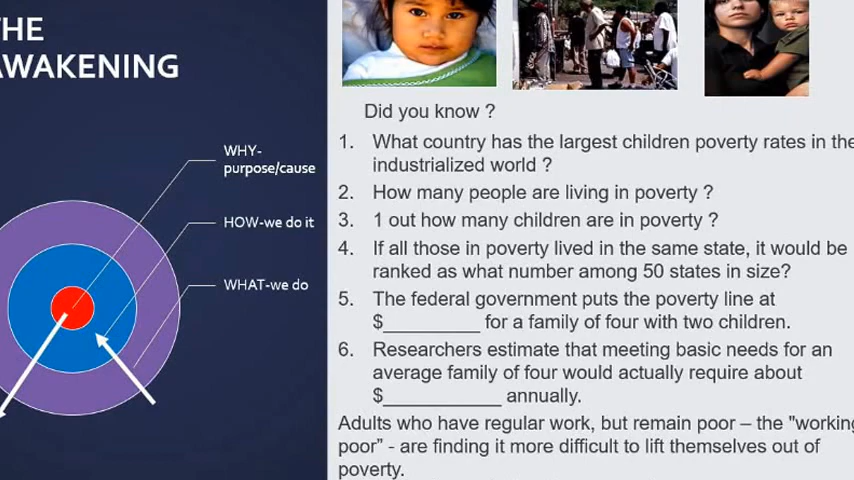 THE
AWAKENING
WHY-
purpose/cause
HOW-we do it
WHAT-we do
Did you know ?
1. What country has the largest children poverty rates in the
industrialized world ?
2. How many people are living in poverty ?
3. 1 out how many children are in poverty ?
4. If all those in poverty lived in the same state, it would be
ranked as what number among 50 states in size?
5. The federal government puts the poverty line at
$_________ for a family of four with two children.
6. Researchers estimate that meeting basic needs for an
average family of four would actually require about
$___________ annually.
Adults who have regular work, but remain poor – the "working
poor” - are finding it more difficult to lift themselves out of
poverty.